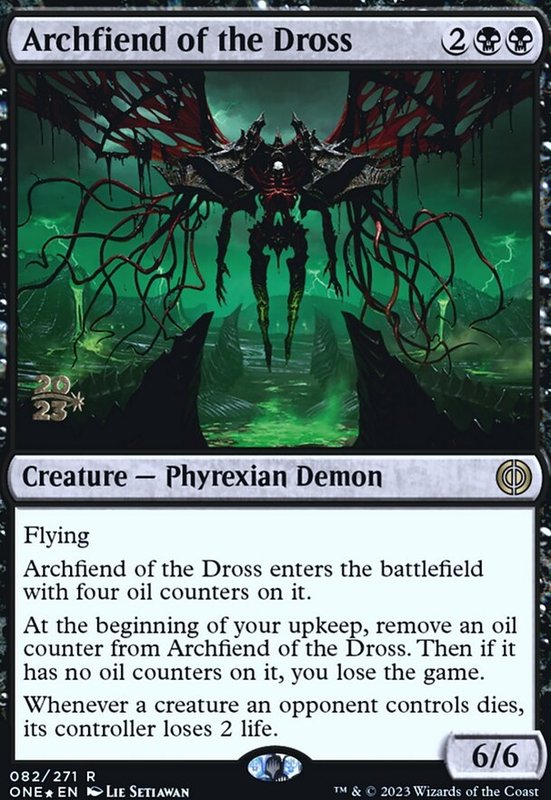 Archfiend of the Dross 2
20
23
Creature — Phyrexian Demon
Flying
Archfiend of the Dross enters the battlefield
with four oil counters on it.
At the beginning of your upkeep, remove an oil
counter from Archfiend of the Dross. Then if it
has no oil counters on it, you lose the game.
Whenever a creature an opponent controls dies,
its controller loses 2 life.
6/6
082/271 R
ONE★EN Lie Setiawan
™ & © 2023 Wizards of the Coast